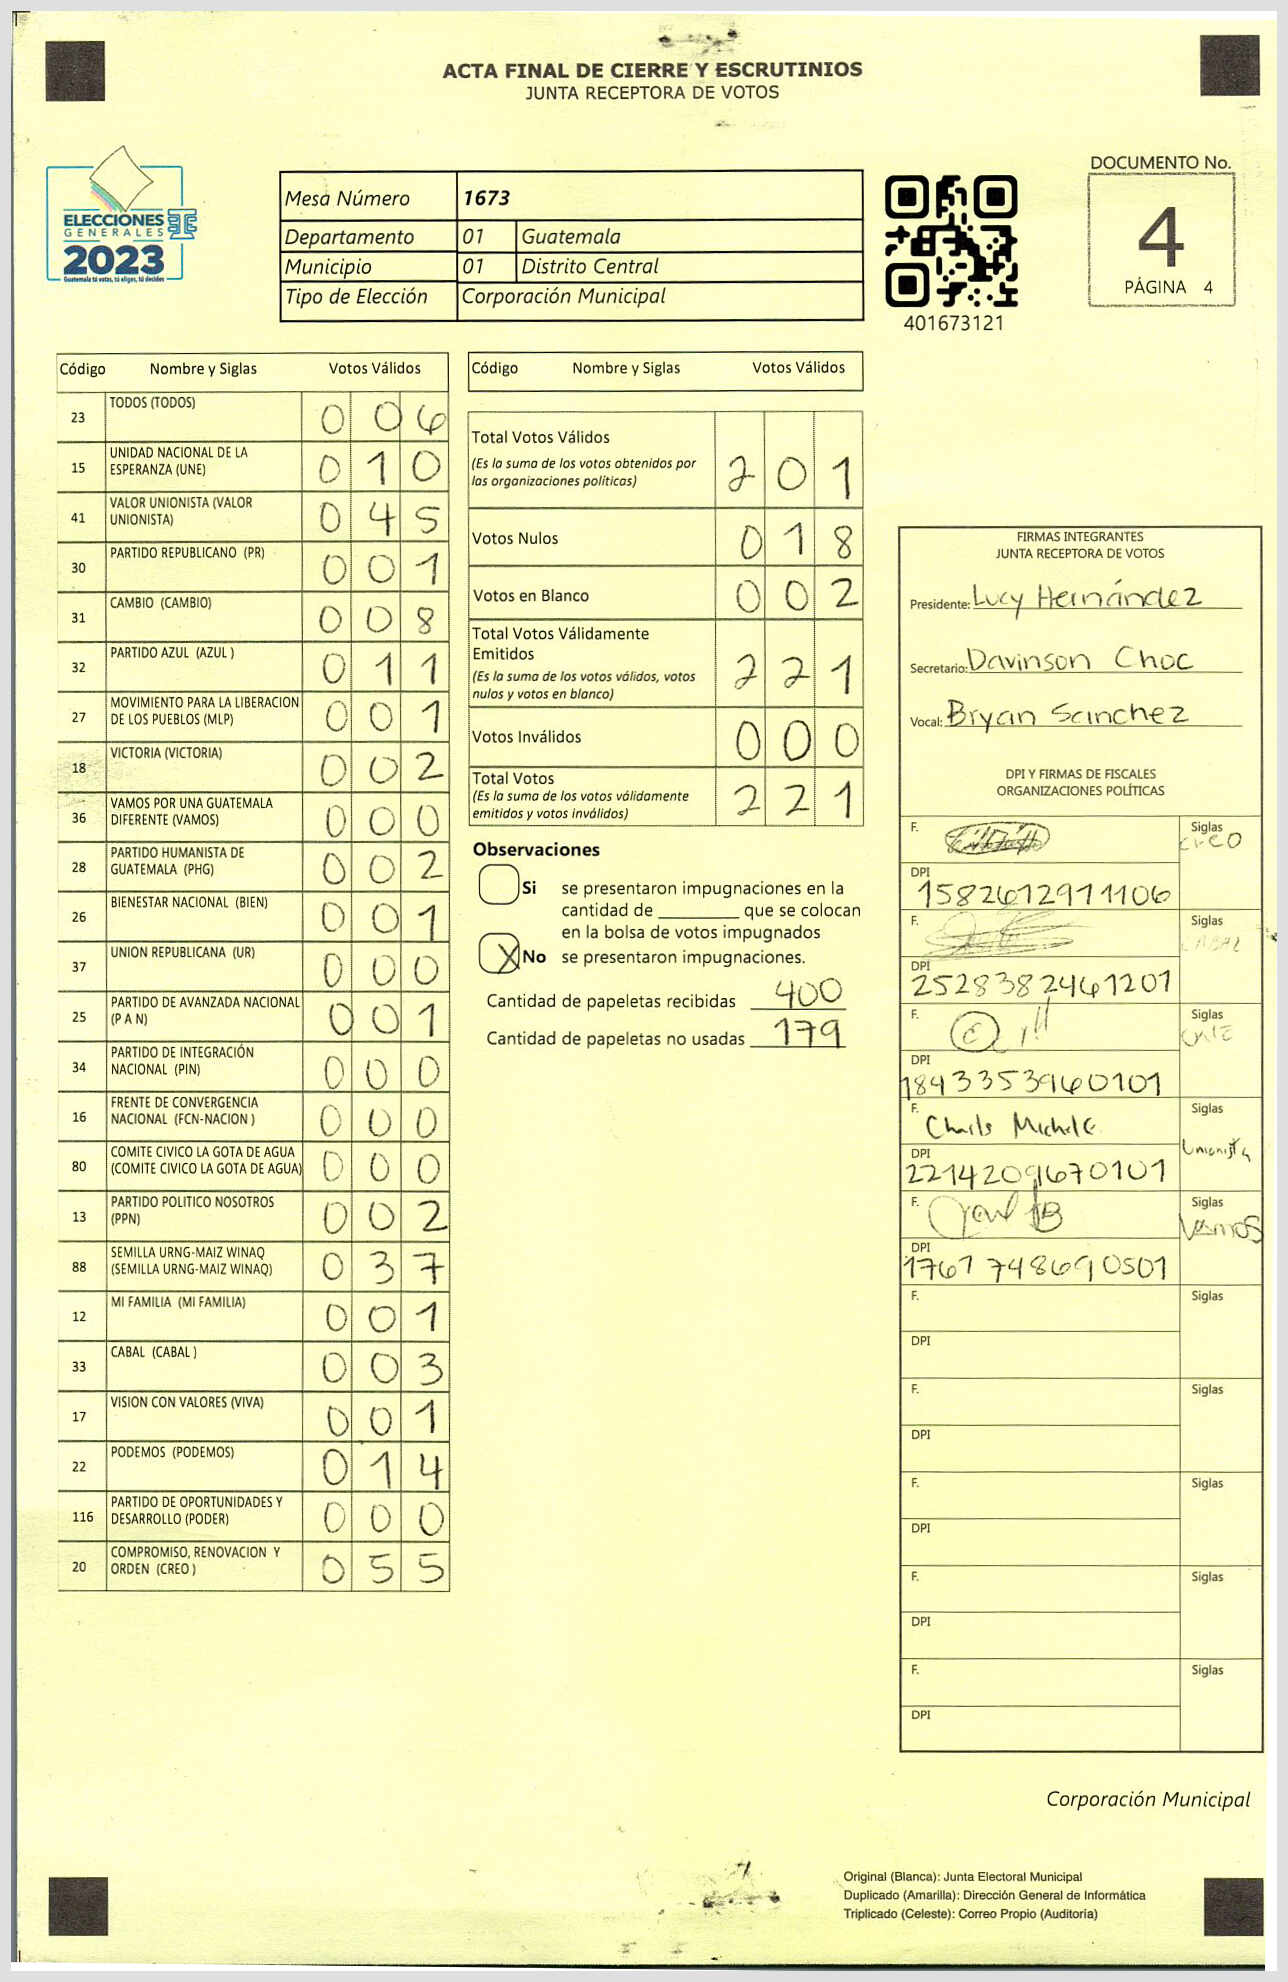 ACTA FINAL DE CIERRE Y ESCRUTINIOS
JUNTA RECEPTORA DE VOTOS
ELECCIONES
GENERALES
2023
Guatemala tú votas, tú eliges, tú decides
Mesa Número 1673
Departamento 01 Guatemala
Municipio 01 Distrito Central
Tipo de Elección Corporación Municipal
401673121
DOCUMENTO No.
4
PÁGINA 4
Código Nombre y Siglas Votos Válidos
23 TODOS (TODOS) 0 0 6
15 UNIDAD NACIONAL DE LA ESPERANZA (UNE) 0 1 0
41 VALOR UNIONISTA (VALOR UNIONISTA) 0 4 5
30 PARTIDO REPUBLICANO (PR) 0 0 1
31 CAMBIO (CAMBIO) 0 0 8
32 PARTIDO AZUL (AZUL ) 0 1 1
27 MOVIMIENTO PARA LA LIBERACION DE LOS PUEBLOS (MLP) 0 0 1
18 VICTORIA (VICTORIA) 0 0 2
36 VAMOS POR UNA GUATEMALA DIFERENTE (VAMOS) 0 0 0
28 PARTIDO HUMANISTA DE GUATEMALA (PHG) 0 0 2
26 BIENESTAR NACIONAL (BIEN) 0 0 1
37 UNION REPUBLICANA (UR) 0 0 0
25 PARTIDO DE AVANZADA NACIONAL (P A N) 0 0 1
34 PARTIDO DE INTEGRACIÓN NACIONAL (PIN) 0 0 0
16 FRENTE DE CONVERGENCIA NACIONAL (FCN-NACION ) 0 0 0
80 COMITE CIVICO LA GOTA DE AGUA (COMITE CIVICO LA GOTA DE AGUA) 0 0 0
13 PARTIDO POLITICO NOSOTROS (PPN) 0 0 2
88 SEMILLA URNG-MAIZ WINAQ (SEMILLA URNG-MAIZ WINAQ) 0 3 7
12 MI FAMILIA (MI FAMILIA) 0 0 1
33 CABAL (CABAL ) 0 0 3
17 VISION CON VALORES (VIVA) 0 0 1
22 PODEMOS (PODEMOS) 0 1 4
116 PARTIDO DE OPORTUNIDADES Y DESARROLLO (PODER) 0 0 0
20 COMPROMISO, RENOVACION Y ORDEN (CREO ) 0 5 5
Código Nombre y Siglas Votos Válidos
Total Votos Válidos 2 0 1
(Es la suma de los votos obtenidos por
las organizaciones políticas)
Votos Nulos 0 1 8
Votos en Blanco 0 0 2
Total Votos Válidamente
Emitidos 2 2 1
(Es la suma de los votos válidos, votos
nulos y votos en blanco)
Votos Inválidos 0 0 0
Total Votos 2 2 1
(Es la suma de los votos válidamente
emitidos y votos inválidos)
Observaciones
Si se presentaron impugnaciones en la
cantidad de ________ que se colocan
en la bolsa de votos impugnados
X No se presentaron impugnaciones.
Cantidad de papeletas recibidas 400
Cantidad de papeletas no usadas 179
FIRMAS INTEGRANTES
JUNTA RECEPTORA DE VOTOS
Presidente: Lucy Hernández
Secretario: Davinson Choc
Vocal: Bryan Sanchez
DPI Y FIRMAS DE FISCALES
ORGANIZACIONES POLÍTICAS
F. Siglas creo
DPI 1582612911106
F. Siglas
DPI 2528382461201
F. Siglas
DPI 1843353960101
F. Siglas Unionista
DPI 2214209670101
F. Siglas Vamos
DPI 1767 748690501
F. Siglas
DPI
F. Siglas
DPI
F. Siglas
DPI
F. Siglas
DPI
F. Siglas
DPI
Corporación Municipal
Original (Blanca): Junta Electoral Municipal
Duplicado (Amarilla): Dirección General de Informática
Triplicado (Celeste): Correo Propio (Auditoría)